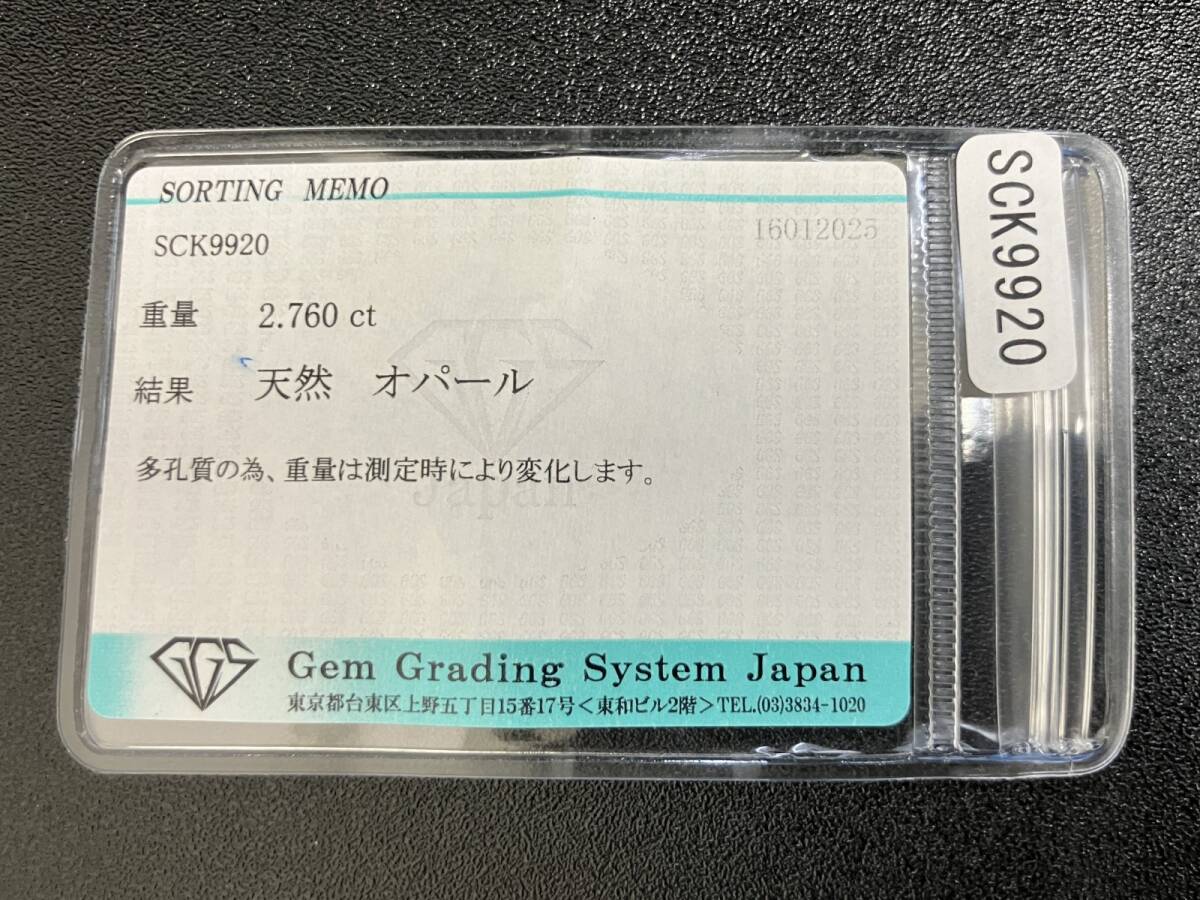 SORTING MEMO
SCK9920
16012025
重量 2.760 ct
結果 天然 オパール
多孔質の為、重量は測定時により変化します。
GGS
Japan
GGS
Gem Grading System Japan
東京都台東区上野五丁目15番17号＜東和ビル2階＞TEL.(03)3834-1020
SCK9920